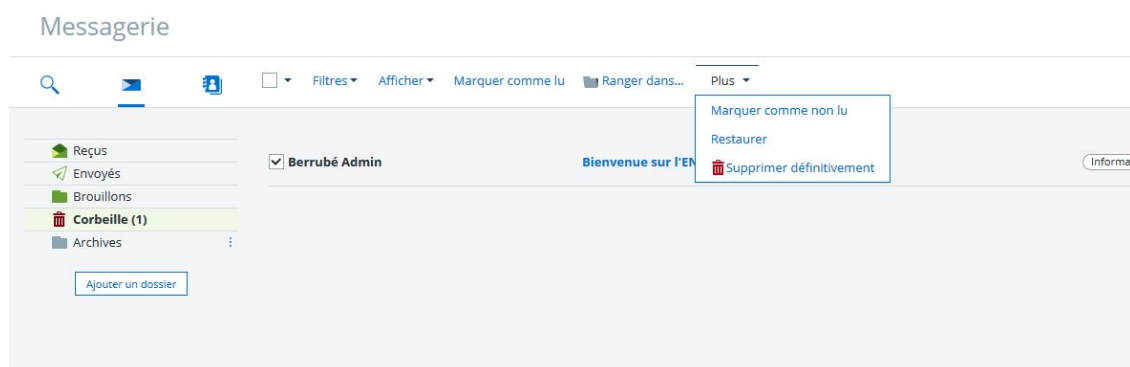 Messagerie
Filtres Afficher Marquer comme lu Ranger dans... Plus
Marquer comme non lu
Restaurer
Supprimer définitivement
Reçus
Envoyés
Brouillons
Corbeille (1)
Archives
Ajouter un dossier
Berrubé Admin Bienvenue sur l'EN Informa